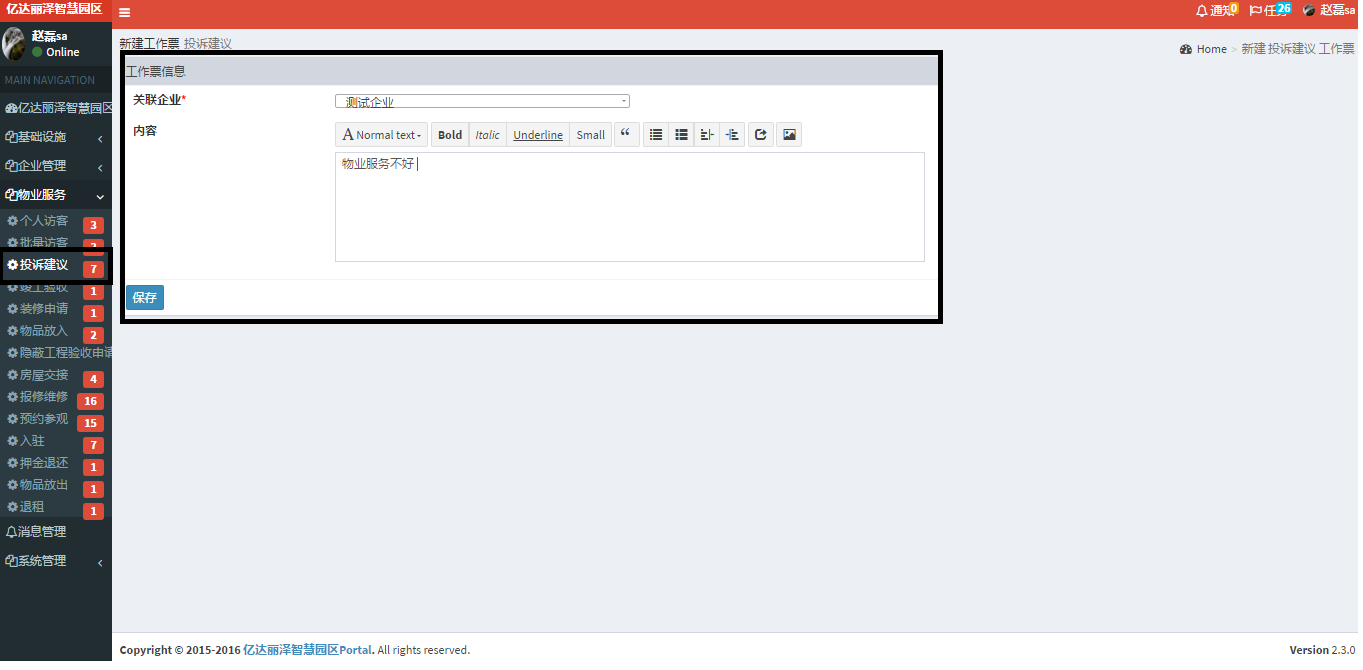 亿达丽泽智慧园区
通知 0 任务 26 赵磊sa
赵磊sa
Online
MAIN NAVIGATION
亿达丽泽智慧园区
基础设施
企业管理
物业服务
个人访客 3
批量访客
投诉建议 7
竣工验收 1
装修申请 1
物品放入 2
隐蔽工程验收申请
房屋交接 4
报修维修 16
预约参观 15
入驻 7
押金退还 1
物品放出 1
退租 1
消息管理
系统管理
新建工作票 投诉建议
Home > 新建 投诉建议 工作票
工作票信息
关联企业*
测试企业
内容
A Normal text Bold Italic Underline Small “
物业服务不好
保存
Copyright © 2015-2016 亿达丽泽智慧园区Portal. All rights reserved.
Version 2.3.0